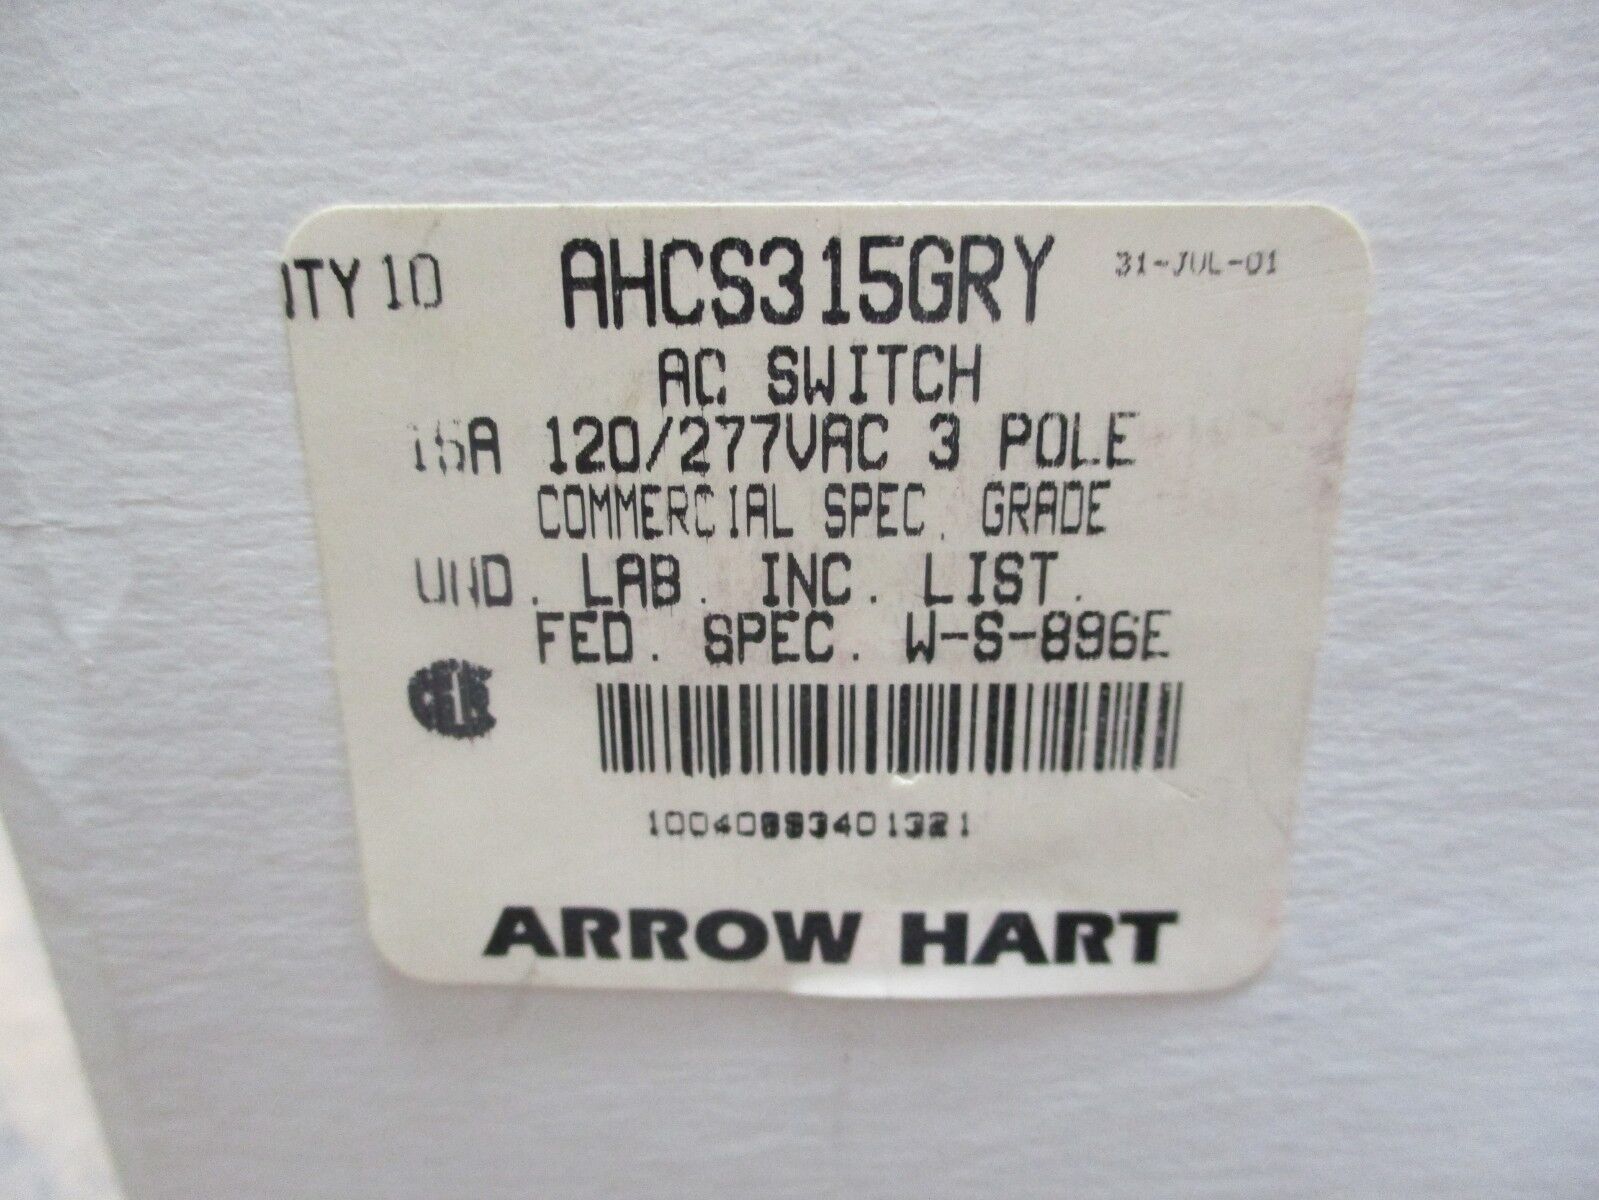 ITY 10 AHCS315GRY 31-JUL-01
AC SWITCH
15A 120/277VAC 3 POLE
COMMERCIAL SPEC. GRADE
UND. LAB. INC. LIST.
FED. SPEC. W-S-896E
ARROW HART